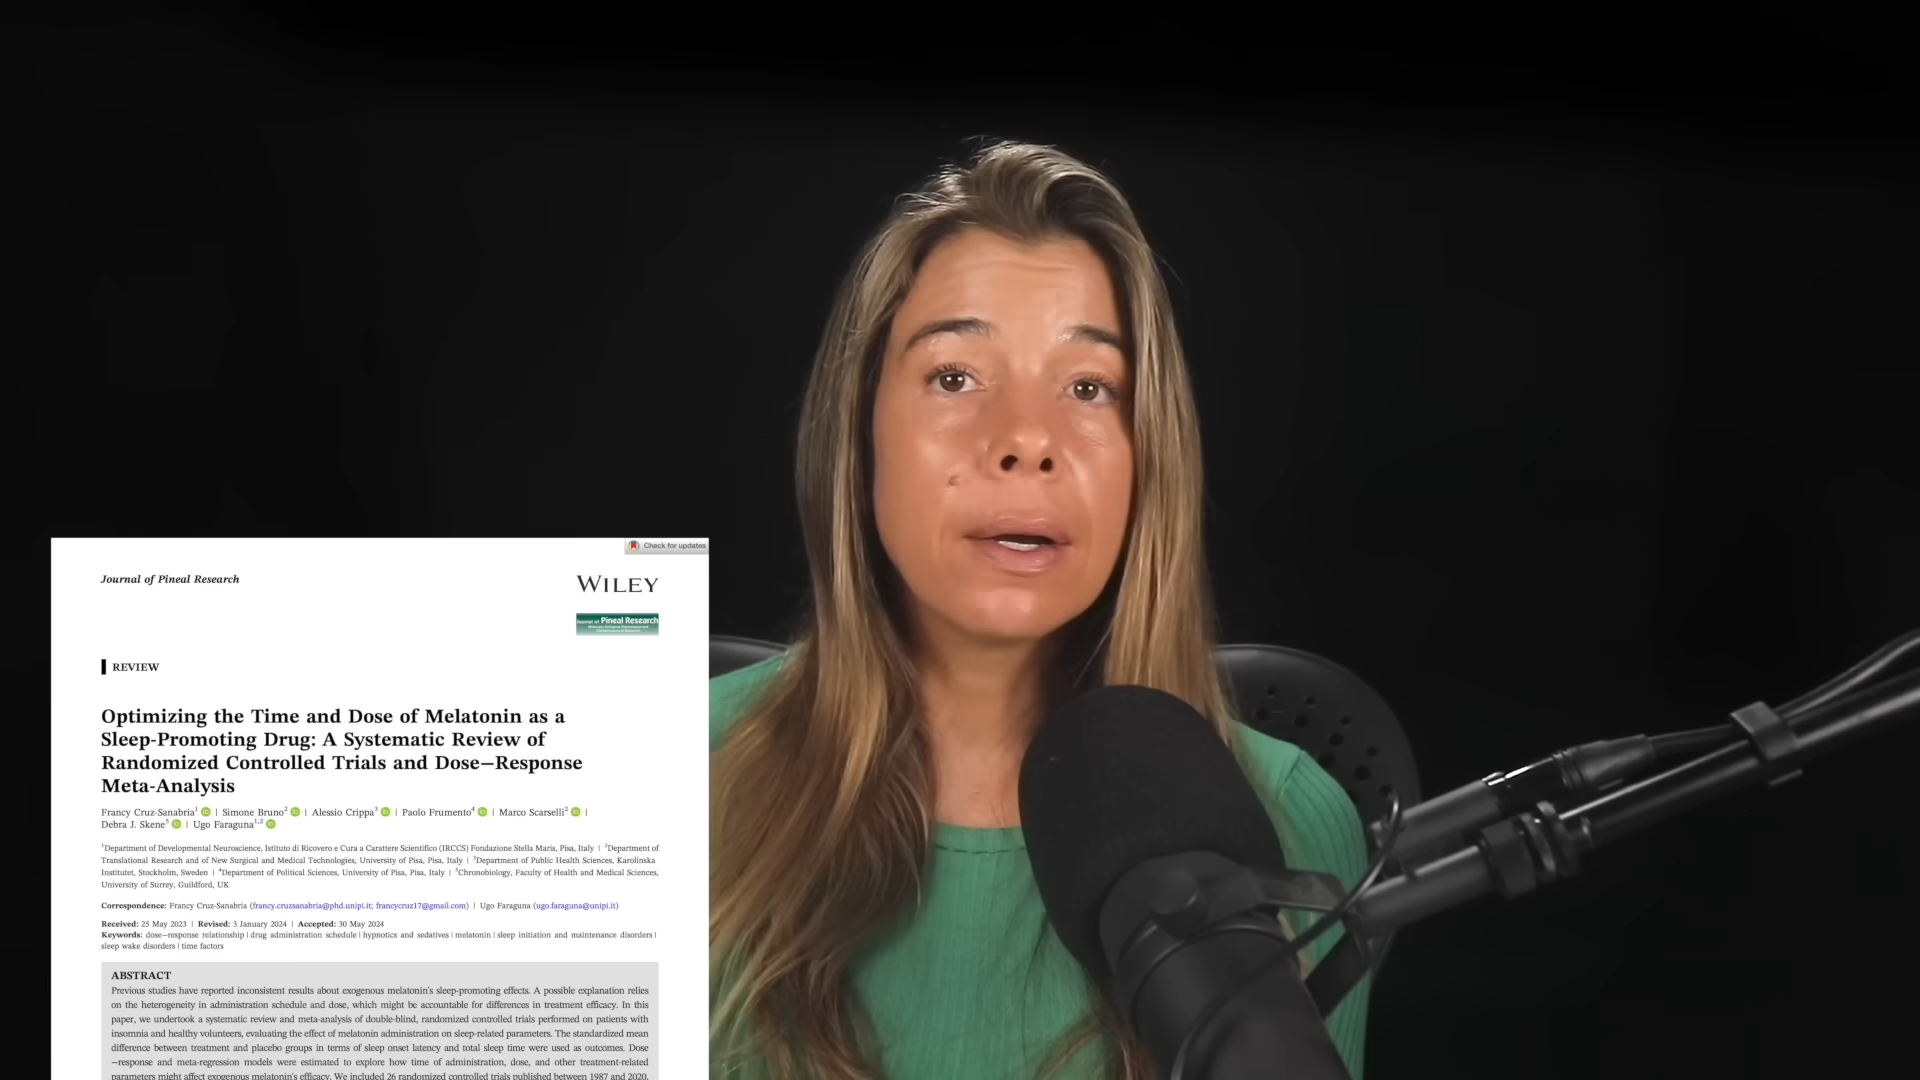 Check for updates
Journal of Pineal Research
WILEY
Journal of Pineal Research
REVIEW
Optimizing the Time and Dose of Melatonin as a
Sleep-Promoting Drug: A Systematic Review of
Randomized Controlled Trials and Dose–Response
Meta-Analysis
Francy Cruz-Sanabria1 | Simone Bruno2 | Alessio Crippa3 | Paolo Frumento4 | Marco Scarselli2 |
Debra J. Skene5 | Ugo Faraguna1,2
1Department of Developmental Neuroscience, Istituto di Ricovero e Cura a Carattere Scientifico (IRCCS) Fondazione Stella Maris, Pisa, Italy | 2Department of
Translational Research and of New Surgical and Medical Technologies, University of Pisa, Pisa, Italy | 3Department of Public Health Sciences, Karolinska
Institutet, Stockholm, Sweden | 4Department of Political Sciences, University of Pisa, Pisa, Italy | 5Chronobiology, Faculty of Health and Medical Sciences,
University of Surrey, Guildford, UK
Correspondence: Francy Cruz-Sanabria (francy.cruzsanabria@phd.unipi.it; francycruz17@gmail.com) | Ugo Faraguna (ugo.faraguna@unipi.it)
Received: 25 May 2023 | Revised: 3 January 2024 | Accepted: 30 May 2024
Keywords: dose–response relationship | drug administration schedule | hypnotics and sedatives | melatonin | sleep initiation and maintenance disorders |
sleep wake disorders | time factors
ABSTRACT
Previous studies have reported inconsistent results about exogenous melatonin's sleep-promoting effects. A possible explanation relies
on the heterogeneity in administration schedule and dose, which might be accountable for differences in treatment efficacy. In this
paper, we undertook a systematic review and meta-analysis of double-blind, randomized controlled trials performed on patients with
insomnia and healthy volunteers, evaluating the effect of melatonin administration on sleep-related parameters. The standardized mean
difference between treatment and placebo groups in terms of sleep onset latency and total sleep time were used as outcomes. Dose
–response and meta-regression models were estimated to explore how time of administration, dose, and other treatment-related
parameters might affect exogenous melatonin's efficacy. We included 26 randomized controlled trials published between 1987 and 2020,